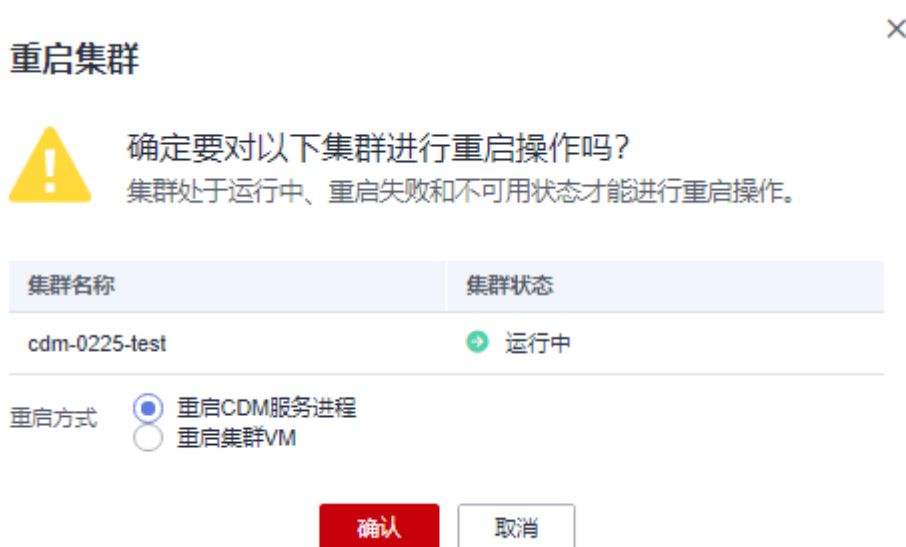 重启集群
确定要对以下集群进行重启操作吗?
集群处于运行中、重启失败和不可用状态才能进行重启操作。
集群名称 集群状态
cdm-0225-test 运行中
重启方式 重启CDM服务进程
重启集群VM
确认 取消